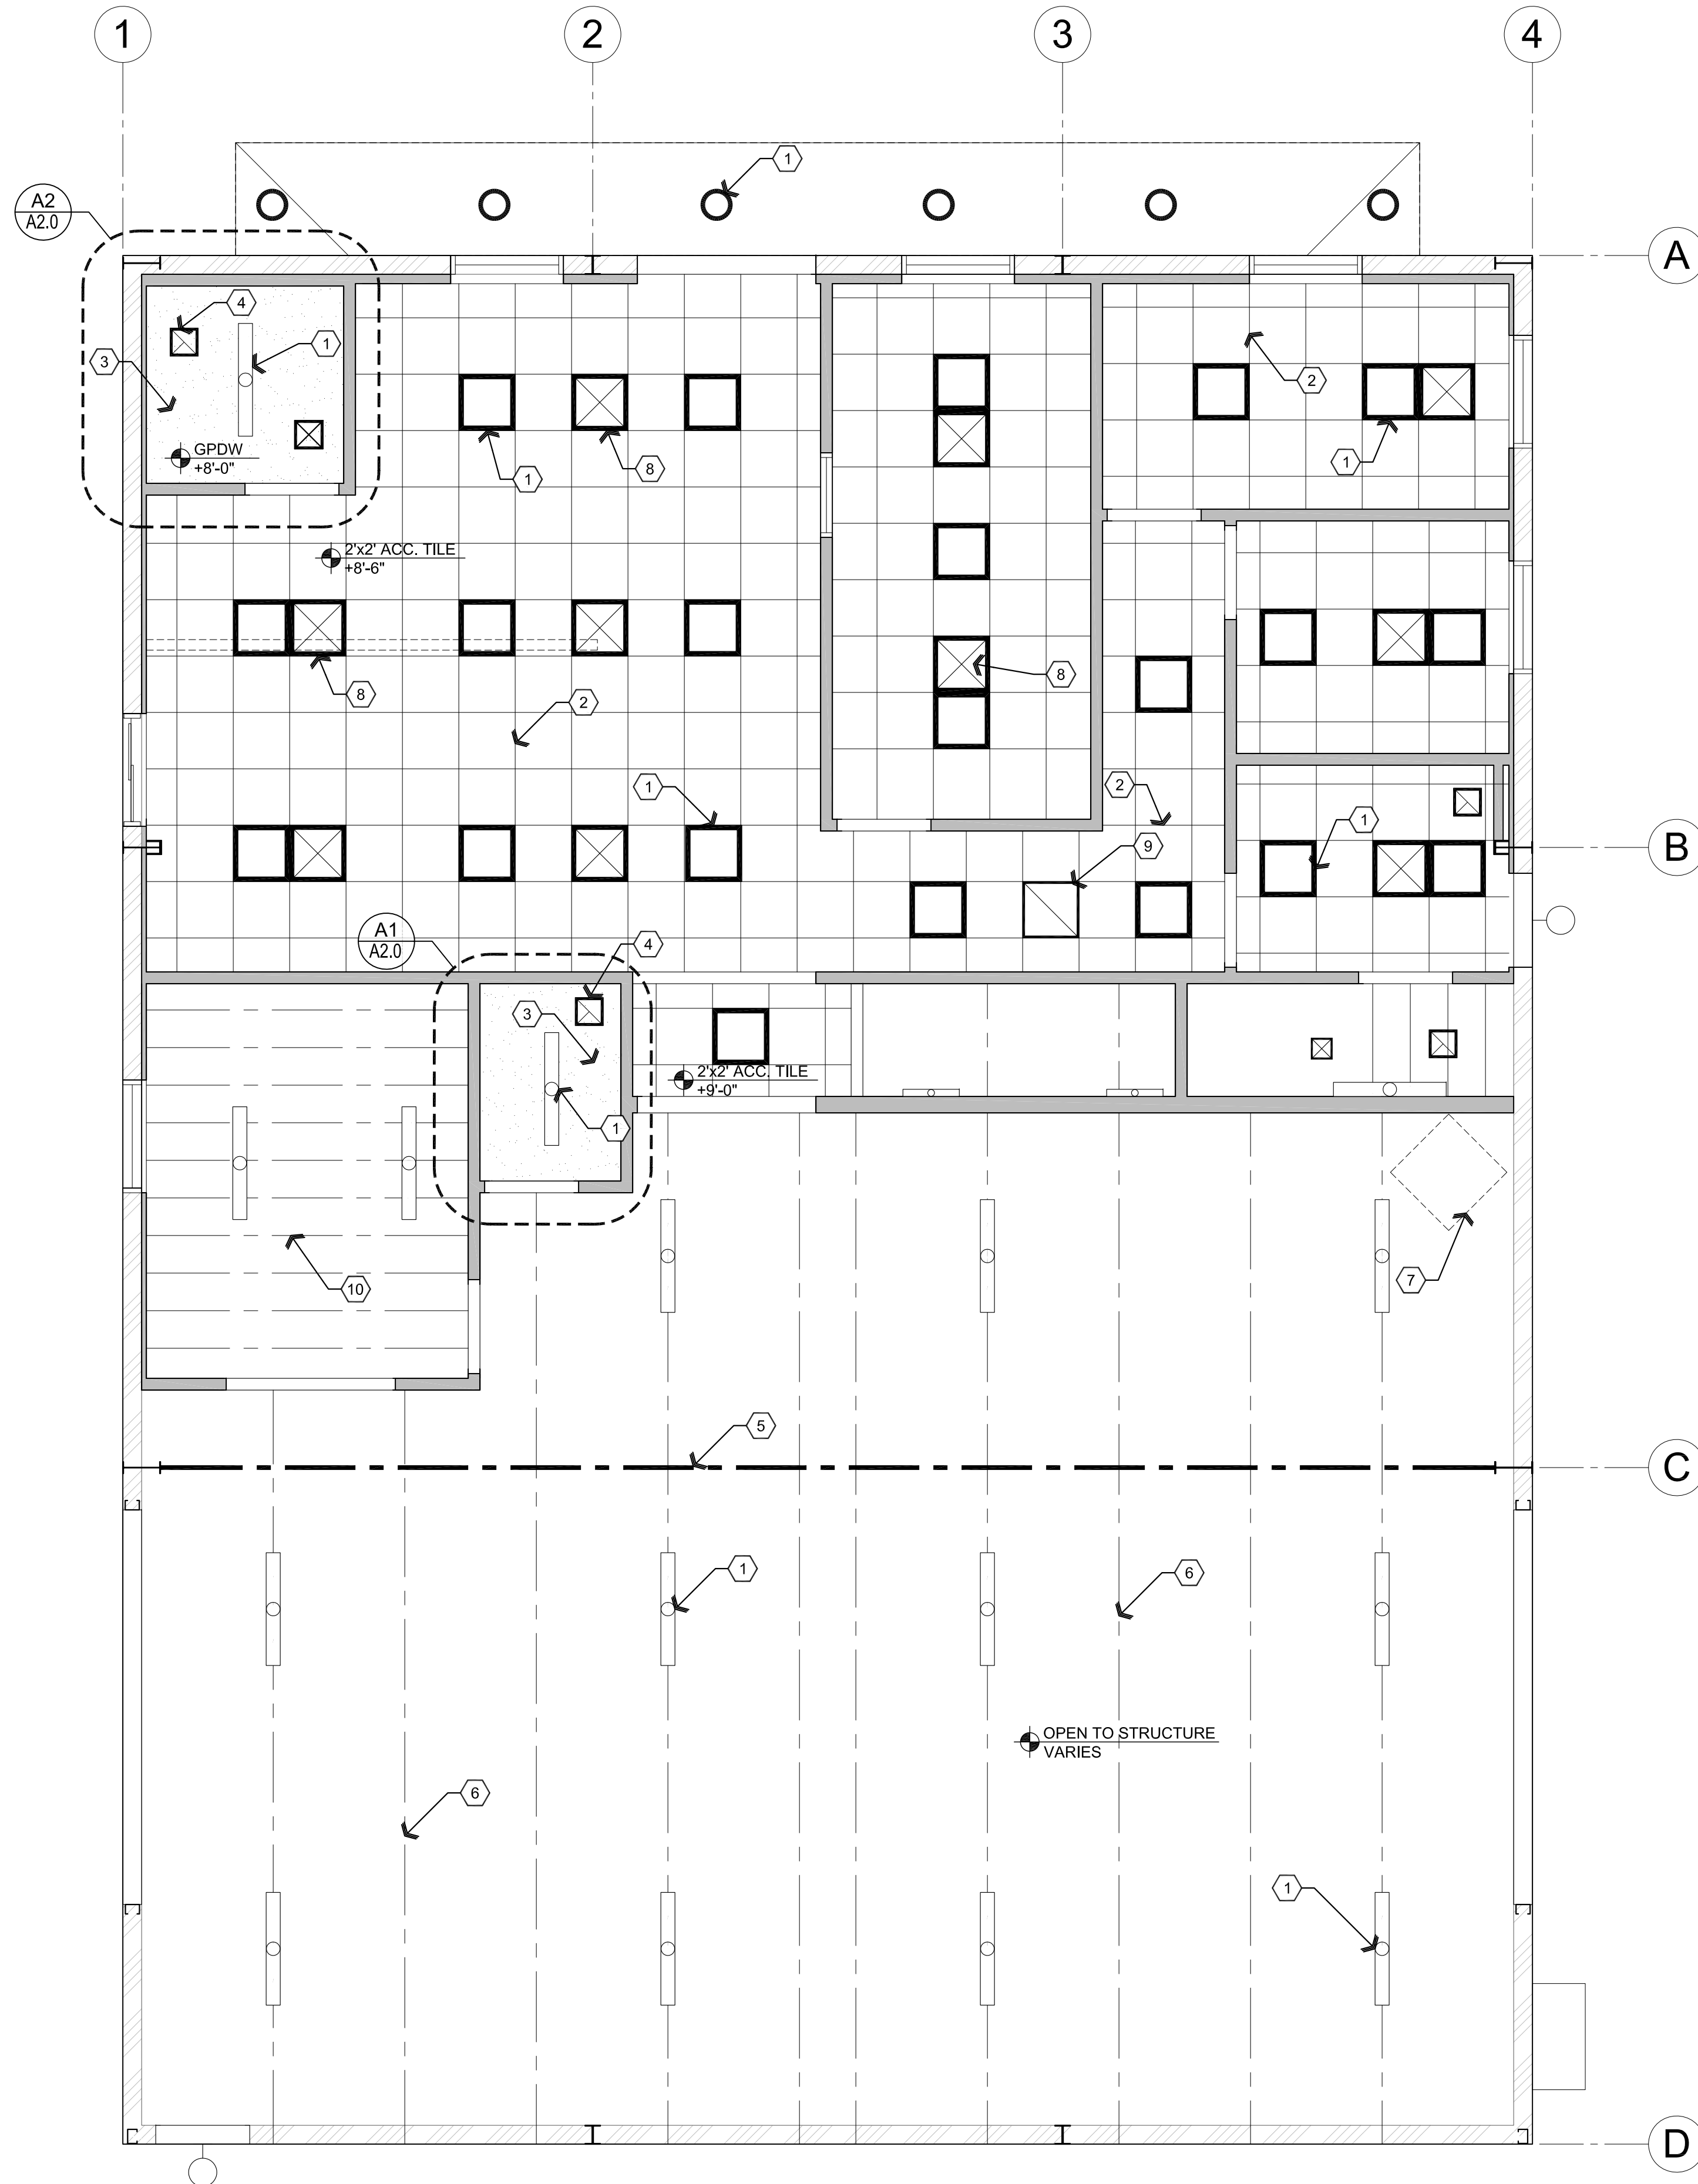 1
2
3
4
1
A2
A2.0
A
4
1
3
2
GPDW
+8'-0"
1
8
1
2'x2' ACC. TILE
+8'-6"
8
8
2
1
2
1
9
B
A1
A2.0
4
3
2'x2' ACC. TILE
+9'-0"
1
10
7
5
C
1
6
OPEN TO STRUCTURE
VARIES
6
1
D